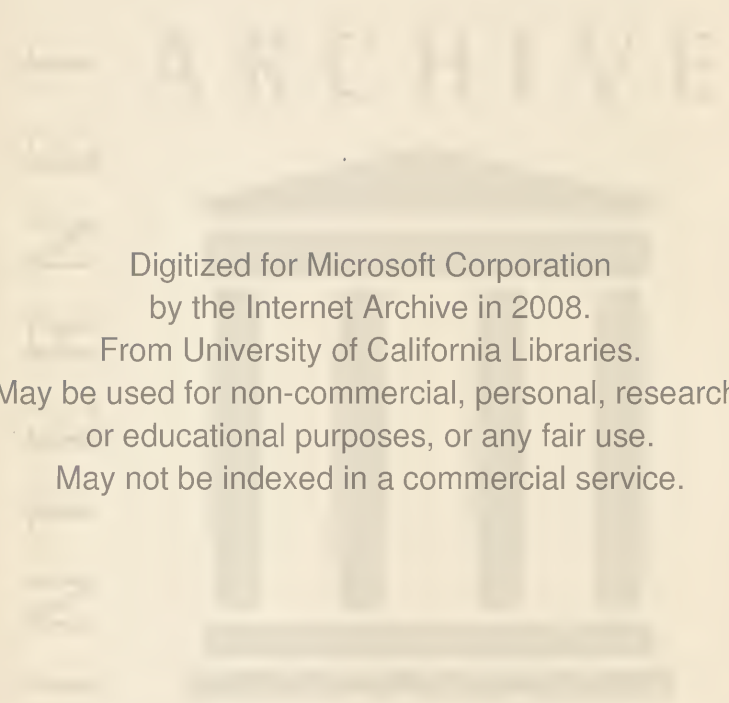 ARCHIVE
INTERNET
Digitized for Microsoft Corporation
by the Internet Archive in 2008.
From University of California Libraries.
May be used for non-commercial, personal, research
or educational purposes, or any fair use.
May not be indexed in a commercial service.